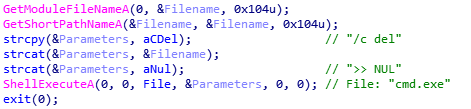 GetModuleFileNameA(0, &Filename, 0x104u);
GetShortPathNameA(&Filename, &Filename, 0x104u);
strcpy(&Parameters, aCDel); // "/c del"
strcat(&Parameters, &Filename);
strcat(&Parameters, aNul); // ">> NUL"
ShellExecuteA(0, 0, File, &Parameters, 0, 0); // File: "cmd.exe"
exit(0);